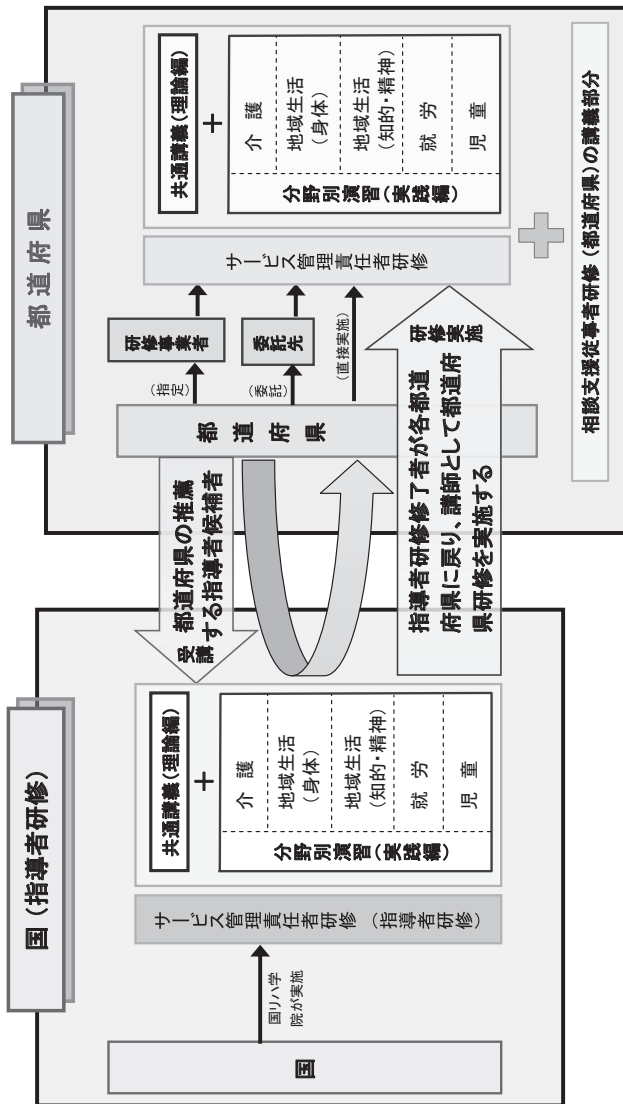 国(指導者研修)
国
国リハ学
院が実施
サービス管理責任者研修 (指導者研修)
共通講義(理論編)
+
分野別演習(実践編)
介 護
地域生活
(身体)
地域生活
(知的・精神)
就 労
児 童
受講
都道府県の推薦
する指導者候補者
指導者研修修了者が各都道
府県に戻り、講師として都道府
県研修を実施する
研修実施
都道府県
都 道 府 県
(指定)
研修事業者
(委託)
委託先
(直接実施)
サービス管理責任者研修
共通講義(理論編)
+
分野別演習(実践編)
介 護
地域生活
(身体)
地域生活
(知的・精神)
就 労
児 童
相談支援従事者研修(都道府県)の講義部分